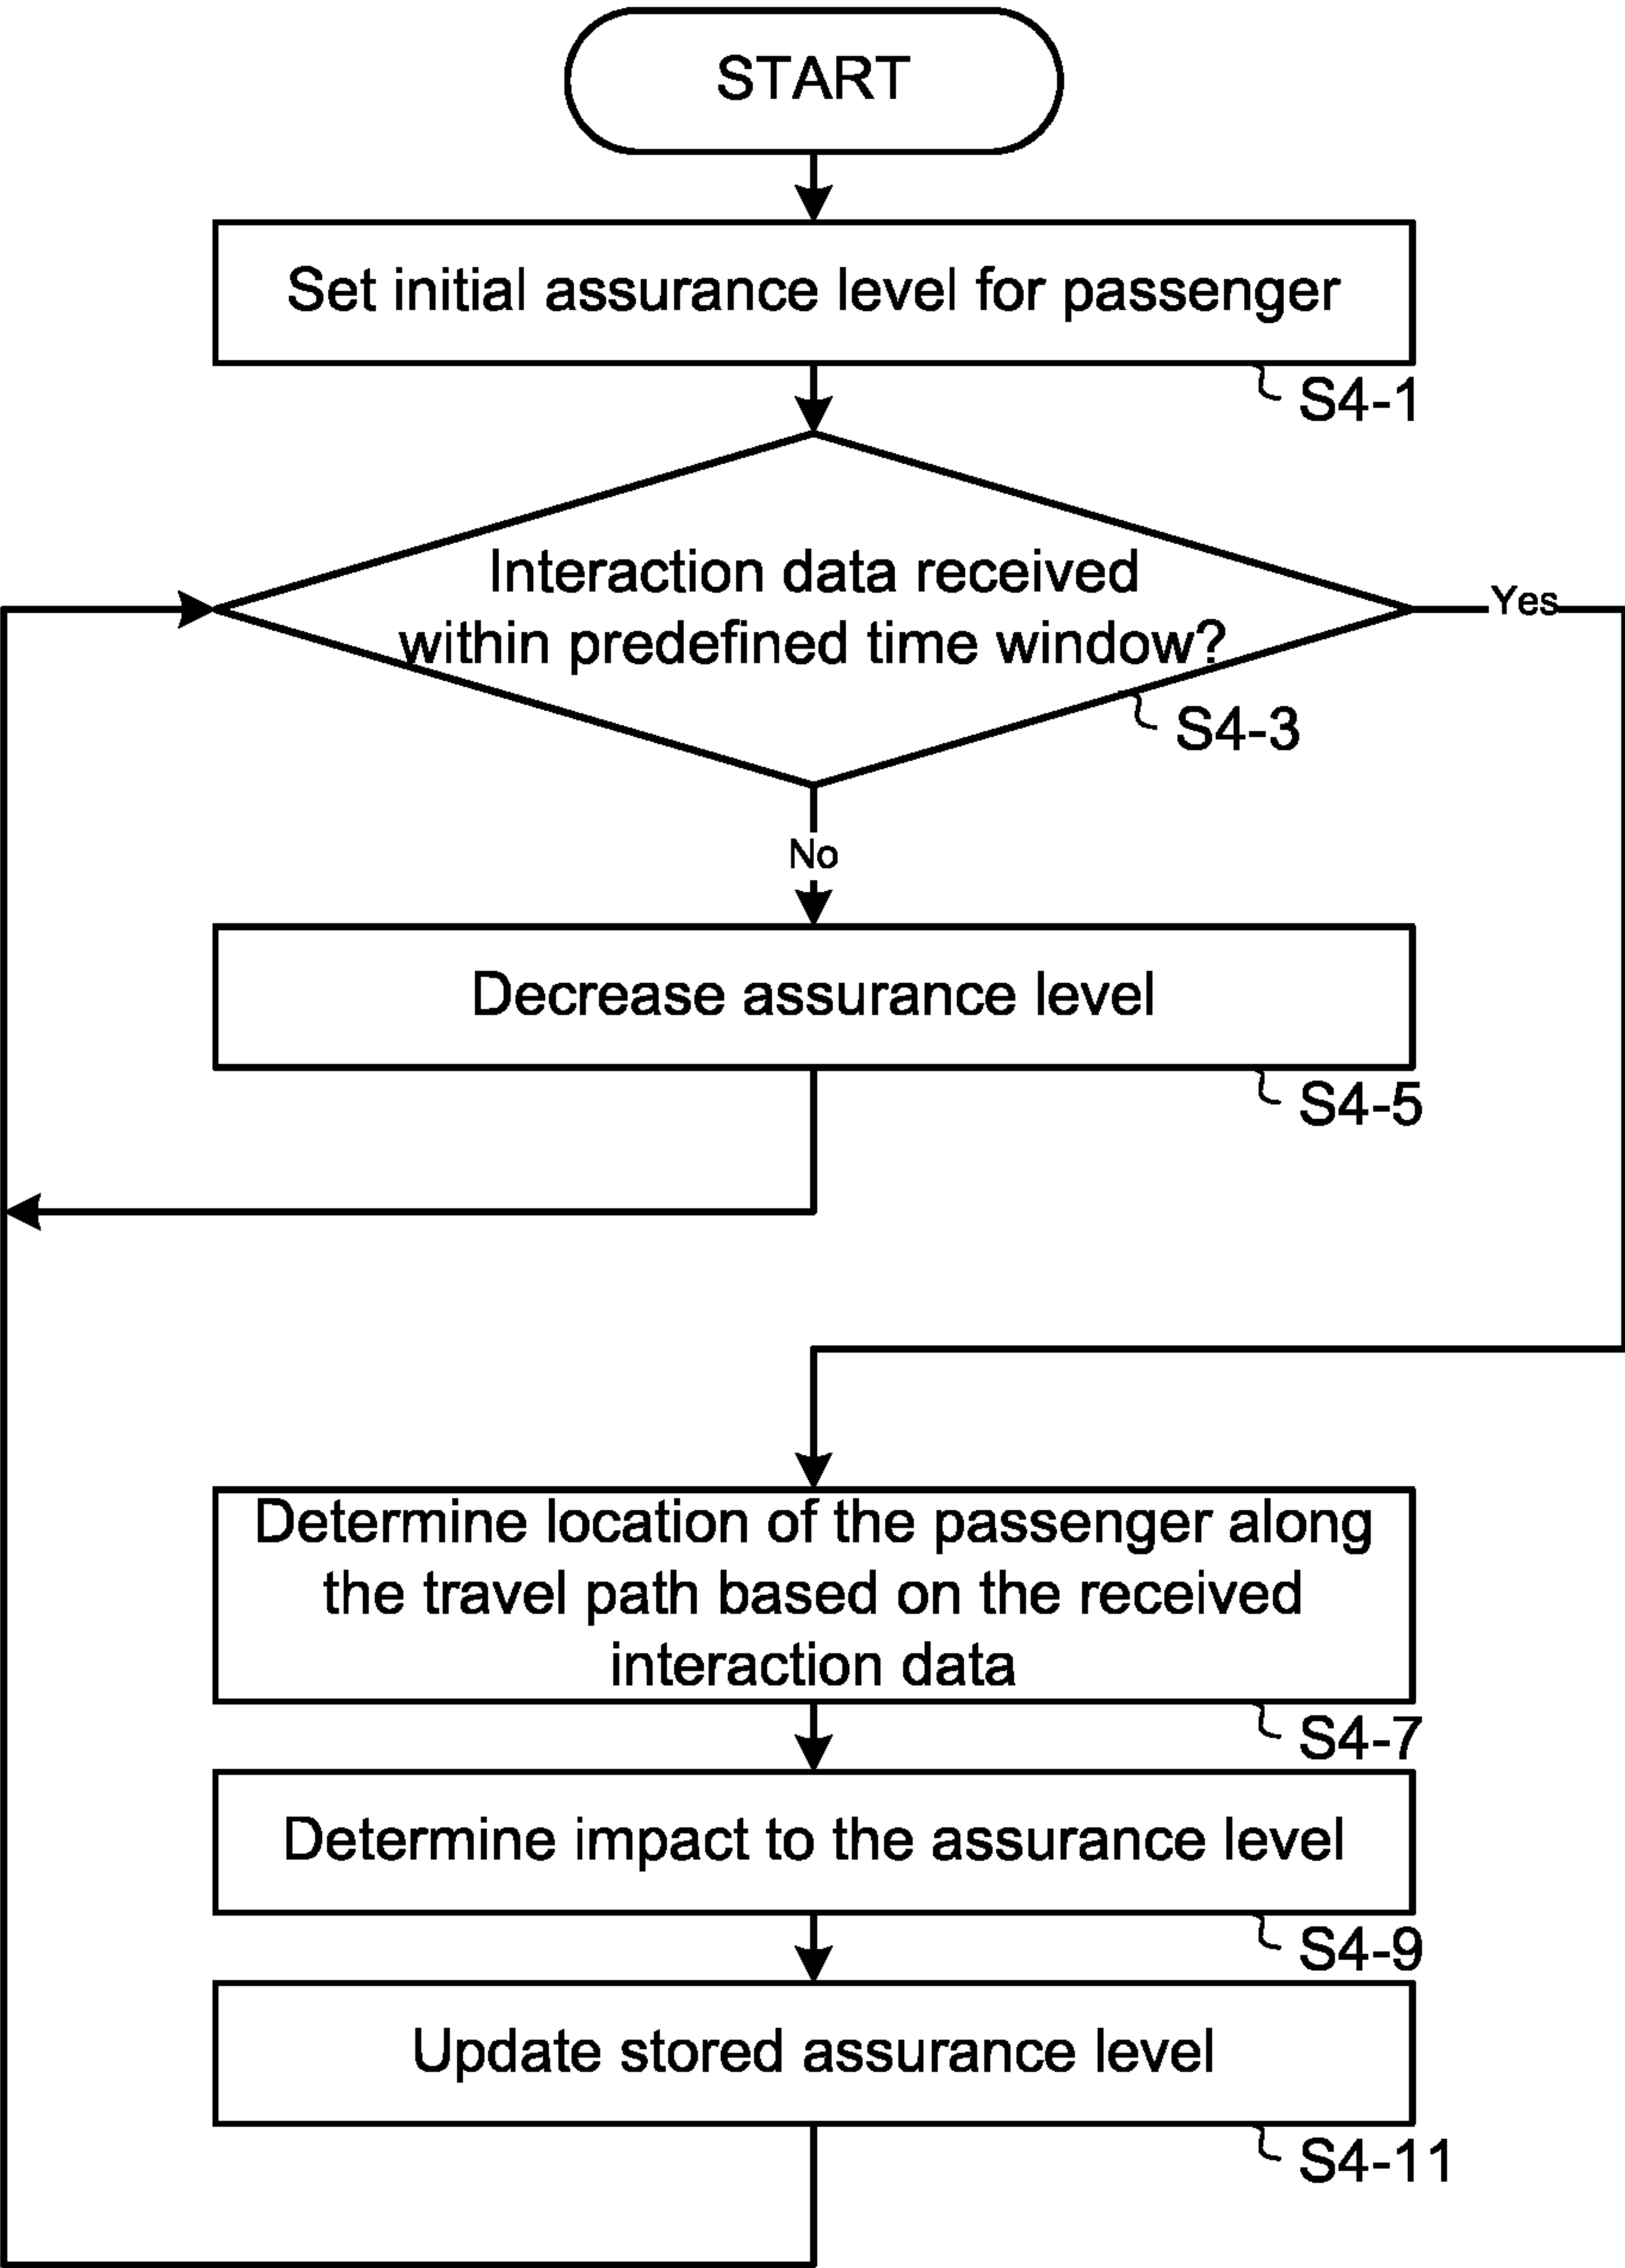 START
Set initial assurance level for passenger
S4-1
Interaction data received
within predefined time window?
Yes
S4-3
No
Decrease assurance level
S4-5
Determine location of the passenger along
the travel path based on the received
interaction data
S4-7
Determine impact to the assurance level
S4-9
Update stored assurance level
S4-11